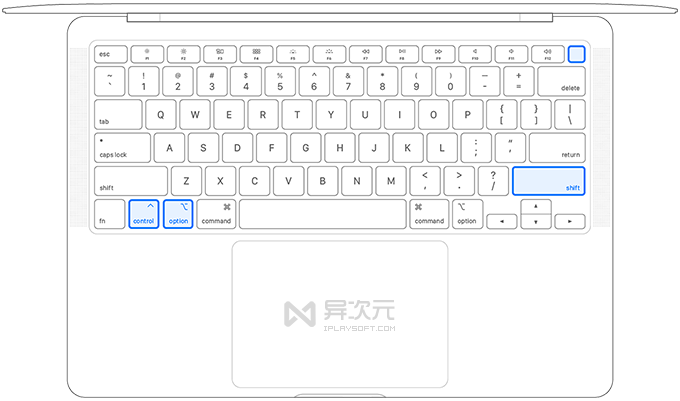 esc F1 F2 F3 F4 F5 F6 F7 F8 F9 F10 F11 F12
~ ! @ # $ % ^ & * ( ) — +
` 1 2 3 4 5 6 7 8 9 0 - = delete
tab Q W E R T Y U I O P { [ } ] | \
caps lock A S D F G H J K L : ; " ' return
shift Z X C V B N M < , > . ? / shift
fn control option command command option
异次元
IPLAYSOFT.COM